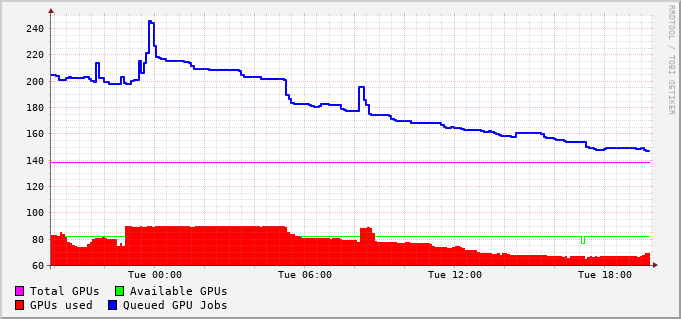 RRDTOOL / TOBI OETIKER
240
220
200
180
160
140
120
100
80
60
Tue 00:00 Tue 06:00 Tue 12:00 Tue 18:00
Total GPUs Available GPUs
GPUs used Queued GPU Jobs